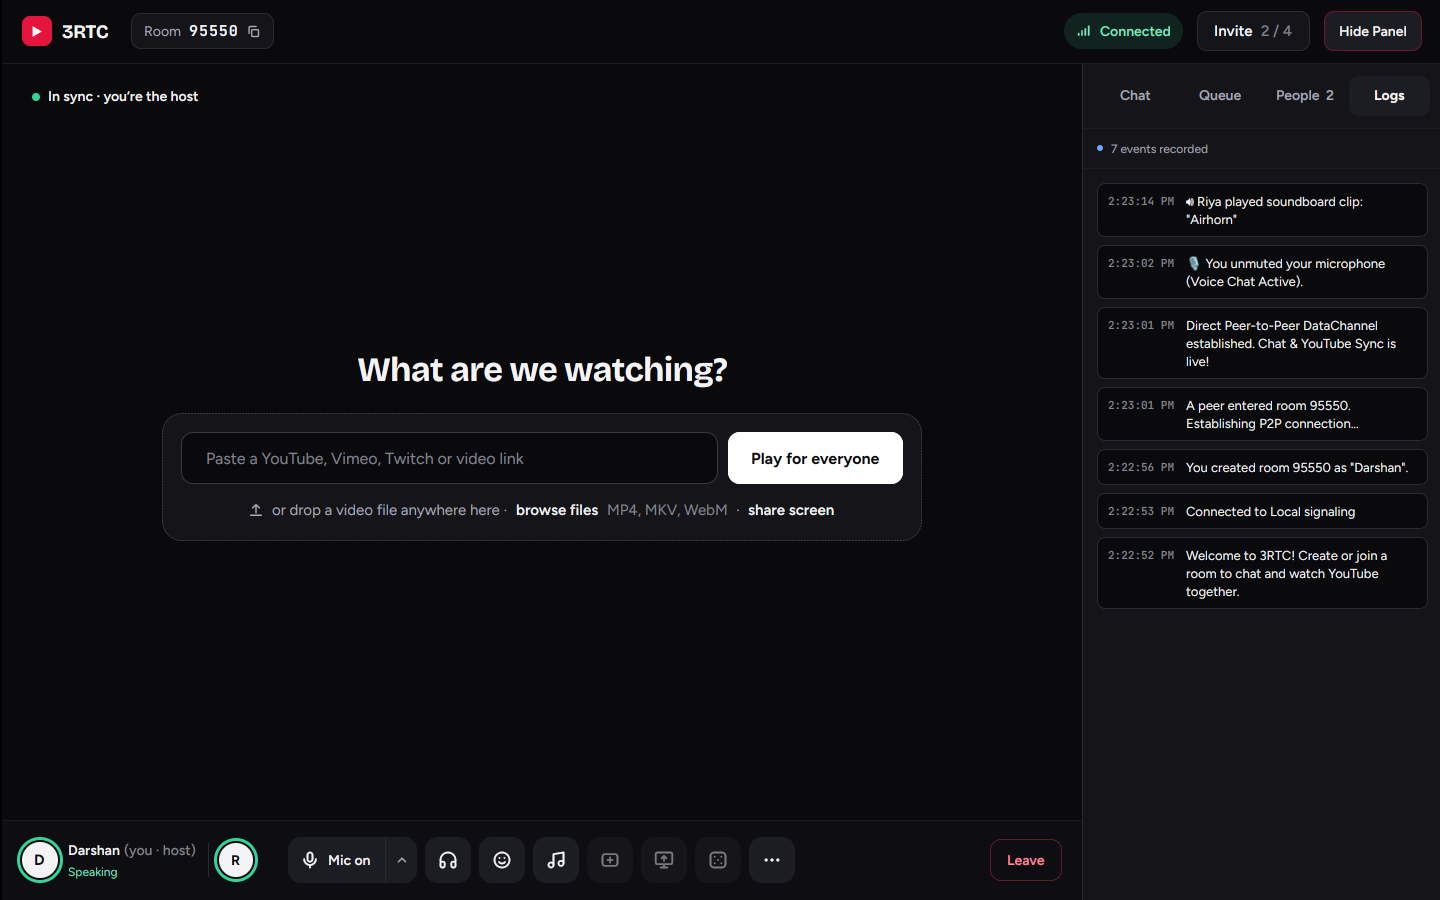 3RTC
Room 95550
Connected
Invite 2 / 4
Hide Panel
In sync · you’re the host
Chat
Queue
People 2
Logs
7 events recorded
2:23:14 PM Riya played soundboard clip:
"Airhorn"
2:23:02 PM You unmuted your microphone
(Voice Chat Active).
2:23:01 PM Direct Peer-to-Peer DataChannel
established. Chat & YouTube Sync is
live!
2:23:01 PM A peer entered room 95550.
Establishing P2P connection...
2:22:56 PM You created room 95550 as "Darshan".
2:22:53 PM Connected to Local signaling
2:22:52 PM Welcome to 3RTC! Create or join a
room to chat and watch YouTube
together.
What are we watching?
Paste a YouTube, Vimeo, Twitch or video link
Play for everyone
or drop a video file anywhere here · browse files MP4, MKV, WebM · share screen
D
Darshan (you · host)
Speaking
R
Mic on
Leave